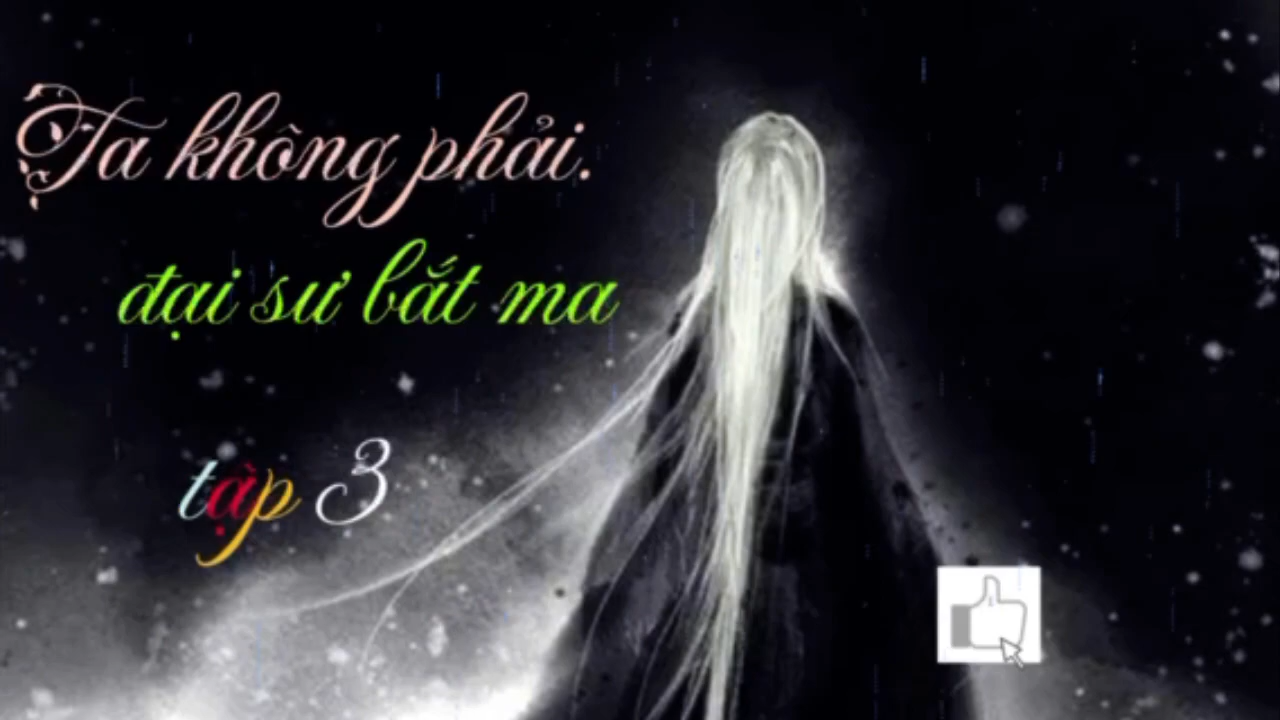 Ta không phải.
đại sư bắt ma
tập 3